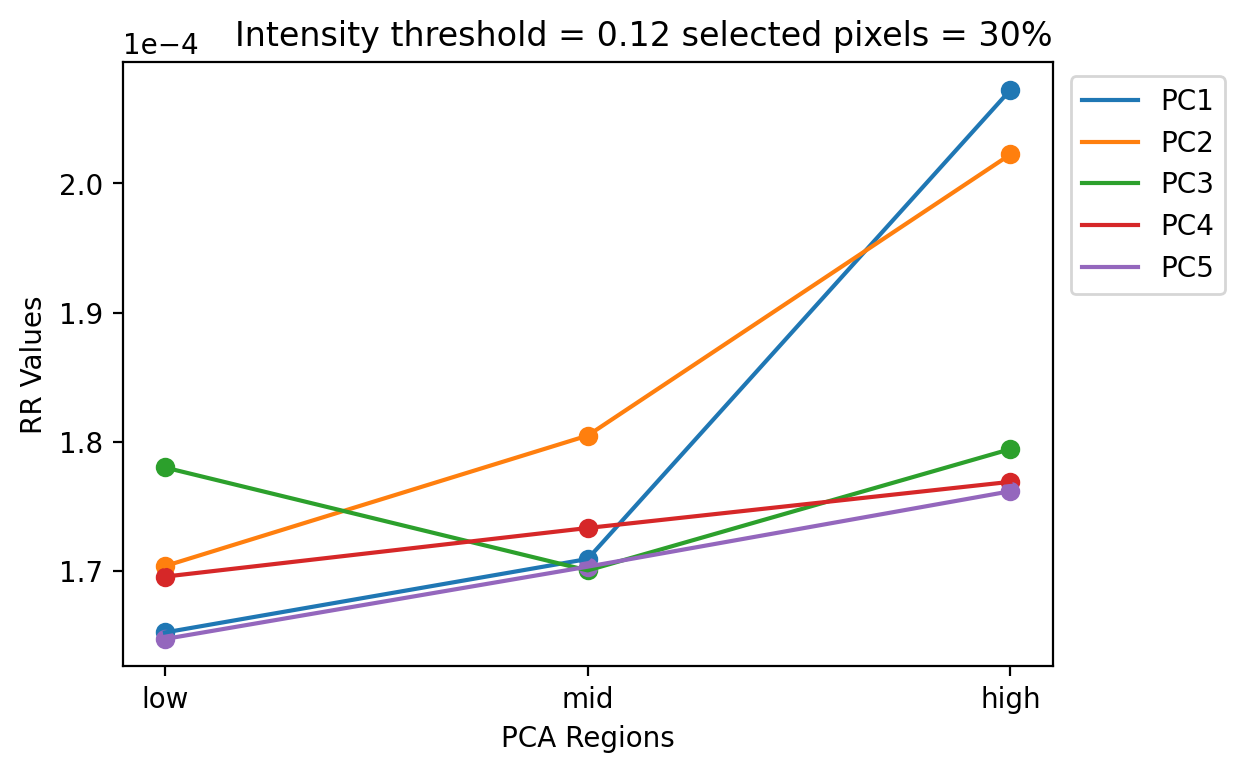 1e−4 Intensity threshold = 0.12 selected pixels = 30%
PC1
PC2
PC3
PC4
PC5
RR Values
2.0
1.9
1.8
1.7
low mid high
PCA Regions